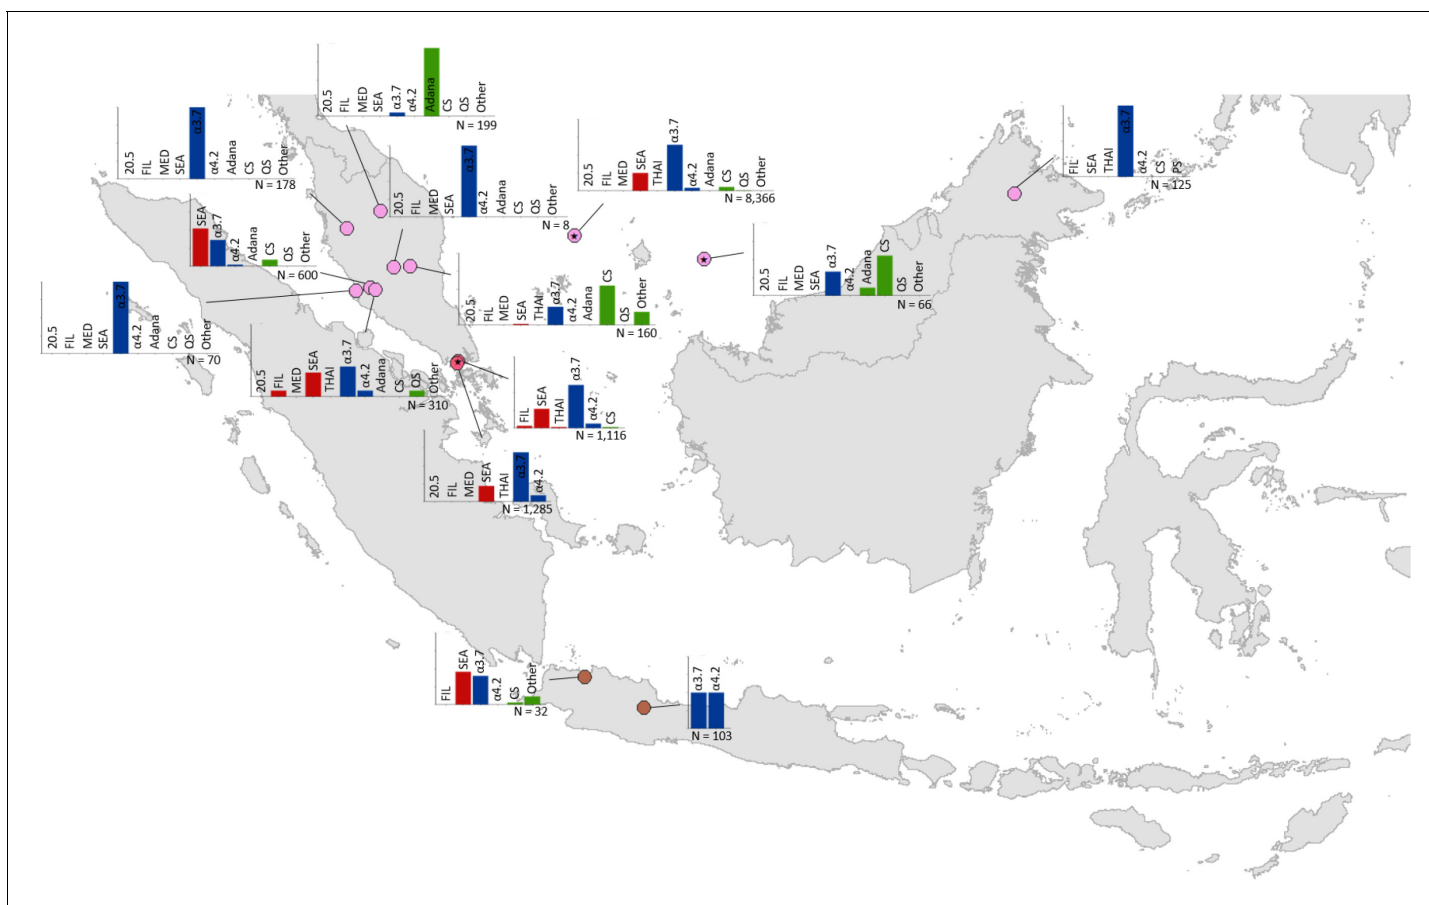 20.5 FIL MED SEA α3.7 α4.2 Adana CS QS Other
N = 199
20.5 FIL MED SEA α3.7 α4.2 Adana CS QS Other
N = 178
20.5 FIL MED SEA α3.7 α4.2 Adana CS QS Other
N = 8
20.5 FIL MED SEA THAI α3.7 α4.2 Adana CS QS Other
N = 8,366
FIL SEA THAI α3.7 α4.2 CS PS
N = 125
SEA α3.7 α4.2 Adana CS QS Other
N = 600
20.5 FIL MED SEA α3.7 α4.2 Adana CS QS Other
N = 66
20.5 FIL MED SEA THAI α3.7 α4.2 Adana CS QS Other
N = 160
20.5 FIL MED SEA α3.7 α4.2 Adana CS QS Other
N = 70
20.5 FIL MED SEA THAI α3.7 α4.2 Adana CS QS Other
N = 310
FIL SEA THAI α3.7 α4.2 CS
N = 1,116
20.5 FIL MED SEA THAI α3.7 α4.2
N = 1,285
FIL SEA α3.7 α4.2 CS Other
N = 32
α3.7 α4.2
N = 103